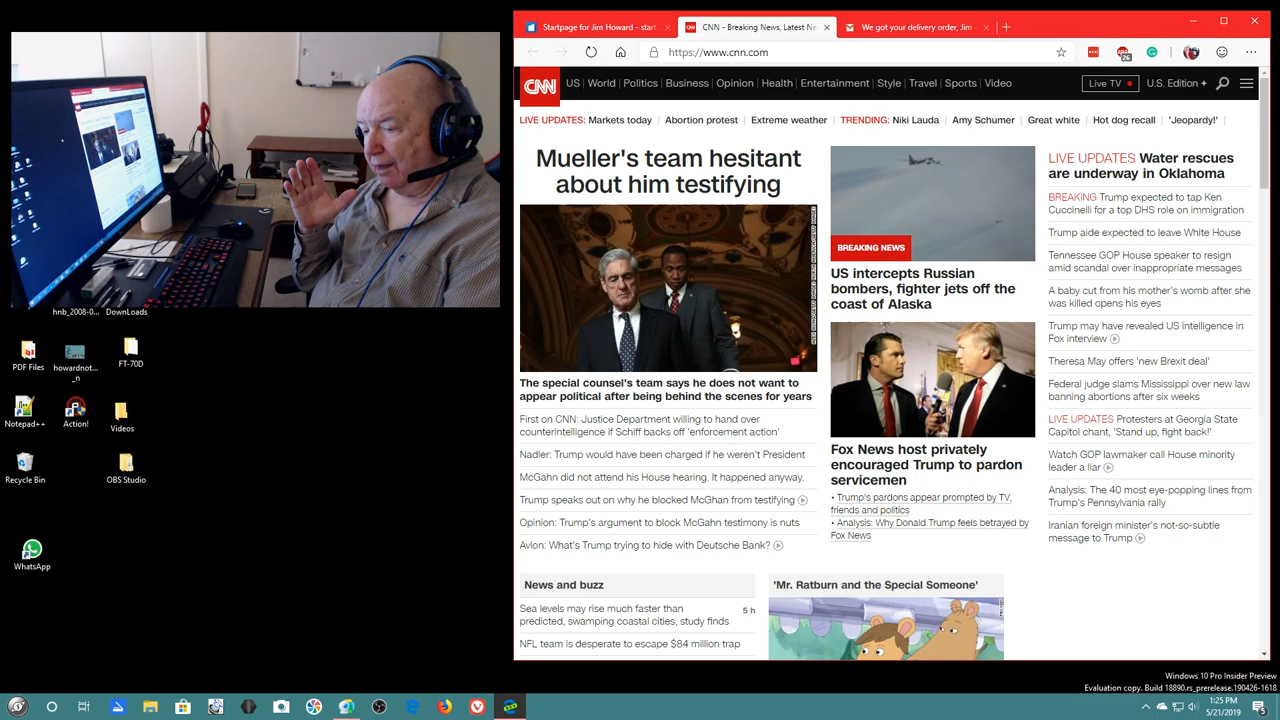 Startpage for Jim Howard - start.
CNN - Breaking News, Latest Ne
We got your delivery order, Jim
https://www.cnn.com
26
CNN
US World Politics Business Opinion Health Entertainment Style Travel Sports Video
Live TV
U.S. Edition +
LIVE UPDATES: Markets today Abortion protest Extreme weather TRENDING: Niki Lauda Amy Schumer Great white Hot dog recall 'Jeopardy!'
Mueller's team hesitant
about him testifying
The special counsel's team says he does not want to
appear political after being behind the scenes for years
First on CNN: Justice Department willing to hand over
counterintelligence if Schiff backs off 'enforcement action'
Nadler: Trump would have been charged if he weren't President
McGahn did not attend his House hearing. It happened anyway.
Trump speaks out on why he blocked McGhan from testifying
Opinion: Trump's argument to block McGahn testimony is nuts
Avlon: What's Trump trying to hide with Deutsche Bank?
BREAKING NEWS
US intercepts Russian
bombers, fighter jets off the
coast of Alaska
Fox News host privately
encouraged Trump to pardon
servicemen
• Trump's pardons appear prompted by TV,
friends and politics
• Analysis: Why Donald Trump feels betrayed by
Fox News
LIVE UPDATES Water rescues
are underway in Oklahoma
BREAKING Trump expected to tap Ken
Cuccinelli for a top DHS role on immigration
Trump aide expected to leave White House
Tennessee GOP House speaker to resign
amid scandal over inappropriate messages
A baby cut from his mother's womb after she
was killed opens his eyes
Trump may have revealed US intelligence in
Fox interview
Theresa May offers 'new Brexit deal'
Federal judge slams Mississippi over new law
banning abortions after six weeks
LIVE UPDATES Protesters at Georgia State
Capitol chant, 'Stand up, fight back!'
Watch GOP lawmaker call House minority
leader a liar
Analysis: The 40 most eye-popping lines from
Trump's Pennsylvania rally
Iranian foreign minister's not-so-subtle
message to Trump
News and buzz
Sea levels may rise much faster than
predicted, swamping coastal cities, study finds
5 h
NFL team is desperate to escape $84 million trap
'Mr. Ratburn and the Special Someone'
hnb_2008-0... DownLoads
PDF Files
howardnot..._n
FT-70D
Notepad++
Action!
Videos
Recycle Bin
OBS Studio
WhatsApp
Windows 10 Pro Insider Preview
Evaluation copy. Build 18890.rs_prerelease.190426-1618
1:25 PM
5/21/2019
5